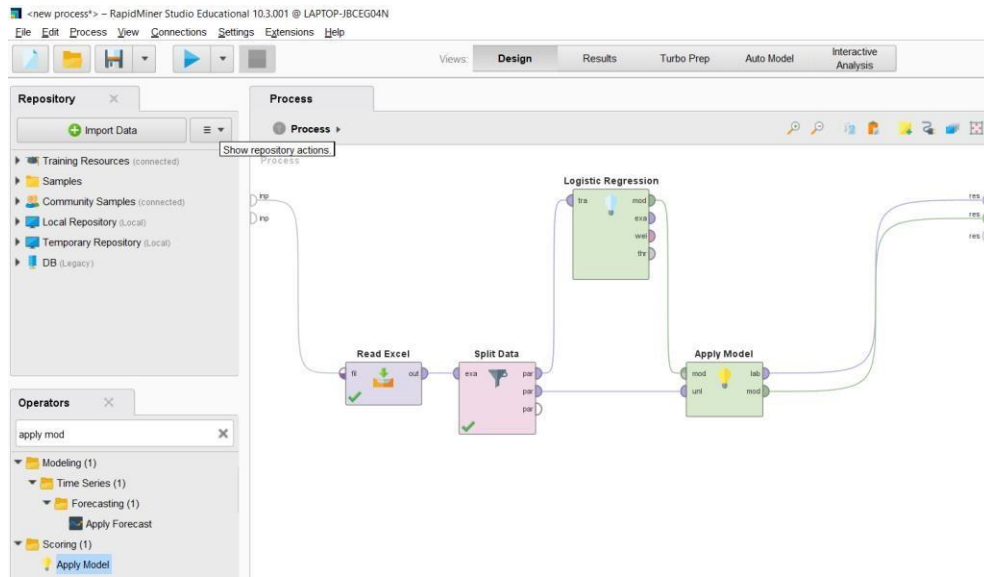 <new process*> – RapidMiner Studio Educational 10.3.001 @ LAPTOP-JBCEG04N
File Edit Process View Connections Settings Extensions Help
Views: Design Results Turbo Prep Auto Model Interactive Analysis
Repository
Import Data
Show repository actions.
Training Resources (connected)
Samples
Community Samples (connected)
Local Repository (Local)
Temporary Repository (Local)
DB (Legacy)
Operators
apply mod
Modeling (1)
Time Series (1)
Forecasting (1)
Apply Forecast
Scoring (1)
Apply Model
Process
Process
Process
inp
inp
Logistic Regression
tra mod
exa
wei
thr
res
res
res
Read Excel
fil out
Split Data
exa par
par
par
Apply Model
mod lab
unl mod